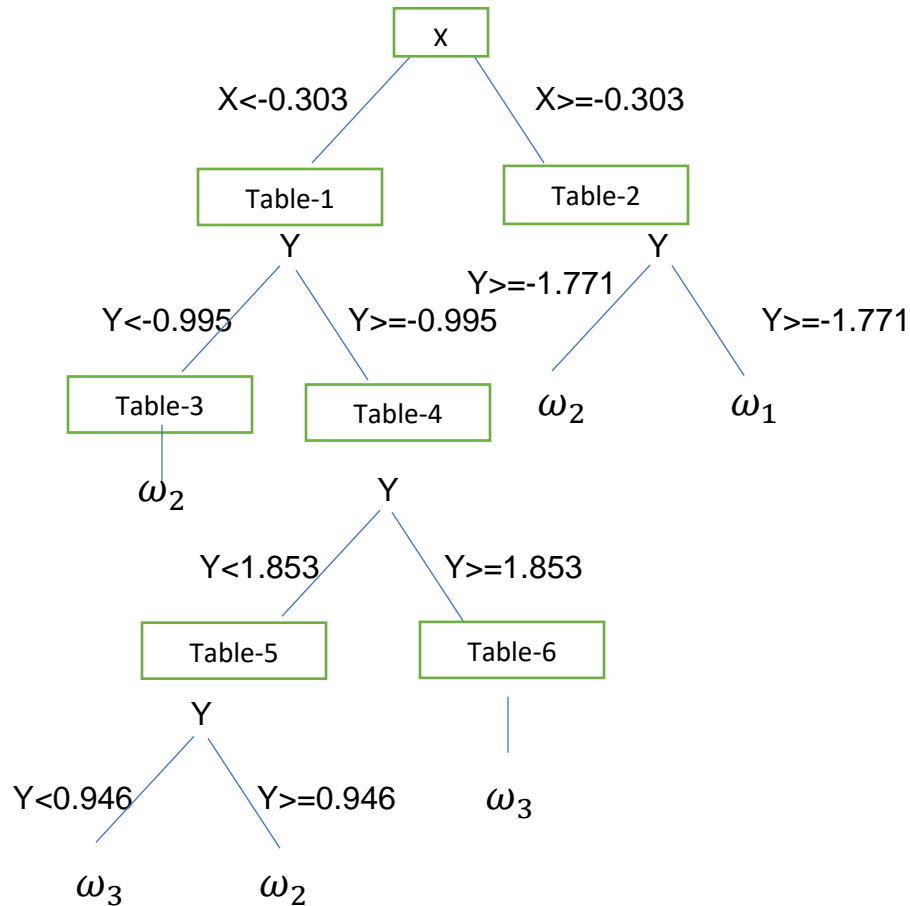 X
X<-0.303 X>=-0.303
Table-1 Table-2
Y Y
Y>=-1.771
Y<-0.995 Y>=-0.995 Y>=-1.771
Table-3 Table-4 ω₂ ω₁
Y
ω₂
Y<1.853 Y>=1.853
Table-5 Table-6
Y
Y<0.946 Y>=0.946 ω₃
ω₃ ω₂